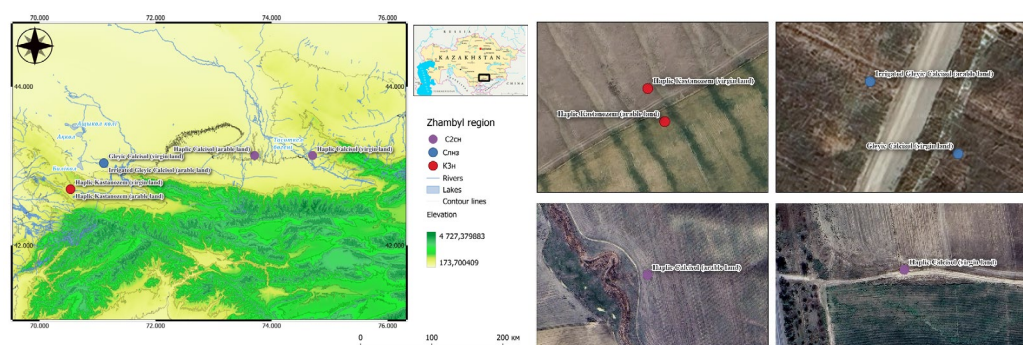 70.000 72.000 74.000 76.000
44.000 44.000
Haplic Calcisol (arable land)
Haplic Calcisol (virgin land)
Gleyic Calcisol (virgin land)
Irrigated Gleyic Calcisol (arable land)
Haplic Kastanozem (virgin land)
Haplic Kastanozem (arable land)
42.000 42.000
70.000 72.000 74.000 76.000
RUSSIA
KAZAKHSTAN
CHINA
Zhambyl region
С2сн
Слна
К3н
Rivers
Lakes
Contour lines
Elevation
4 727,379883
173,700409
0 100 200 км
Haplic Kastanozem (virgin land)
Haplic Kastanozem (arable land)
Irrigated Gleyic Calcisol (arable land)
Gleyic Calcisol (virgin land)
Haplic Calcisol (arable land)
Haplic Calcisol (virgin land)